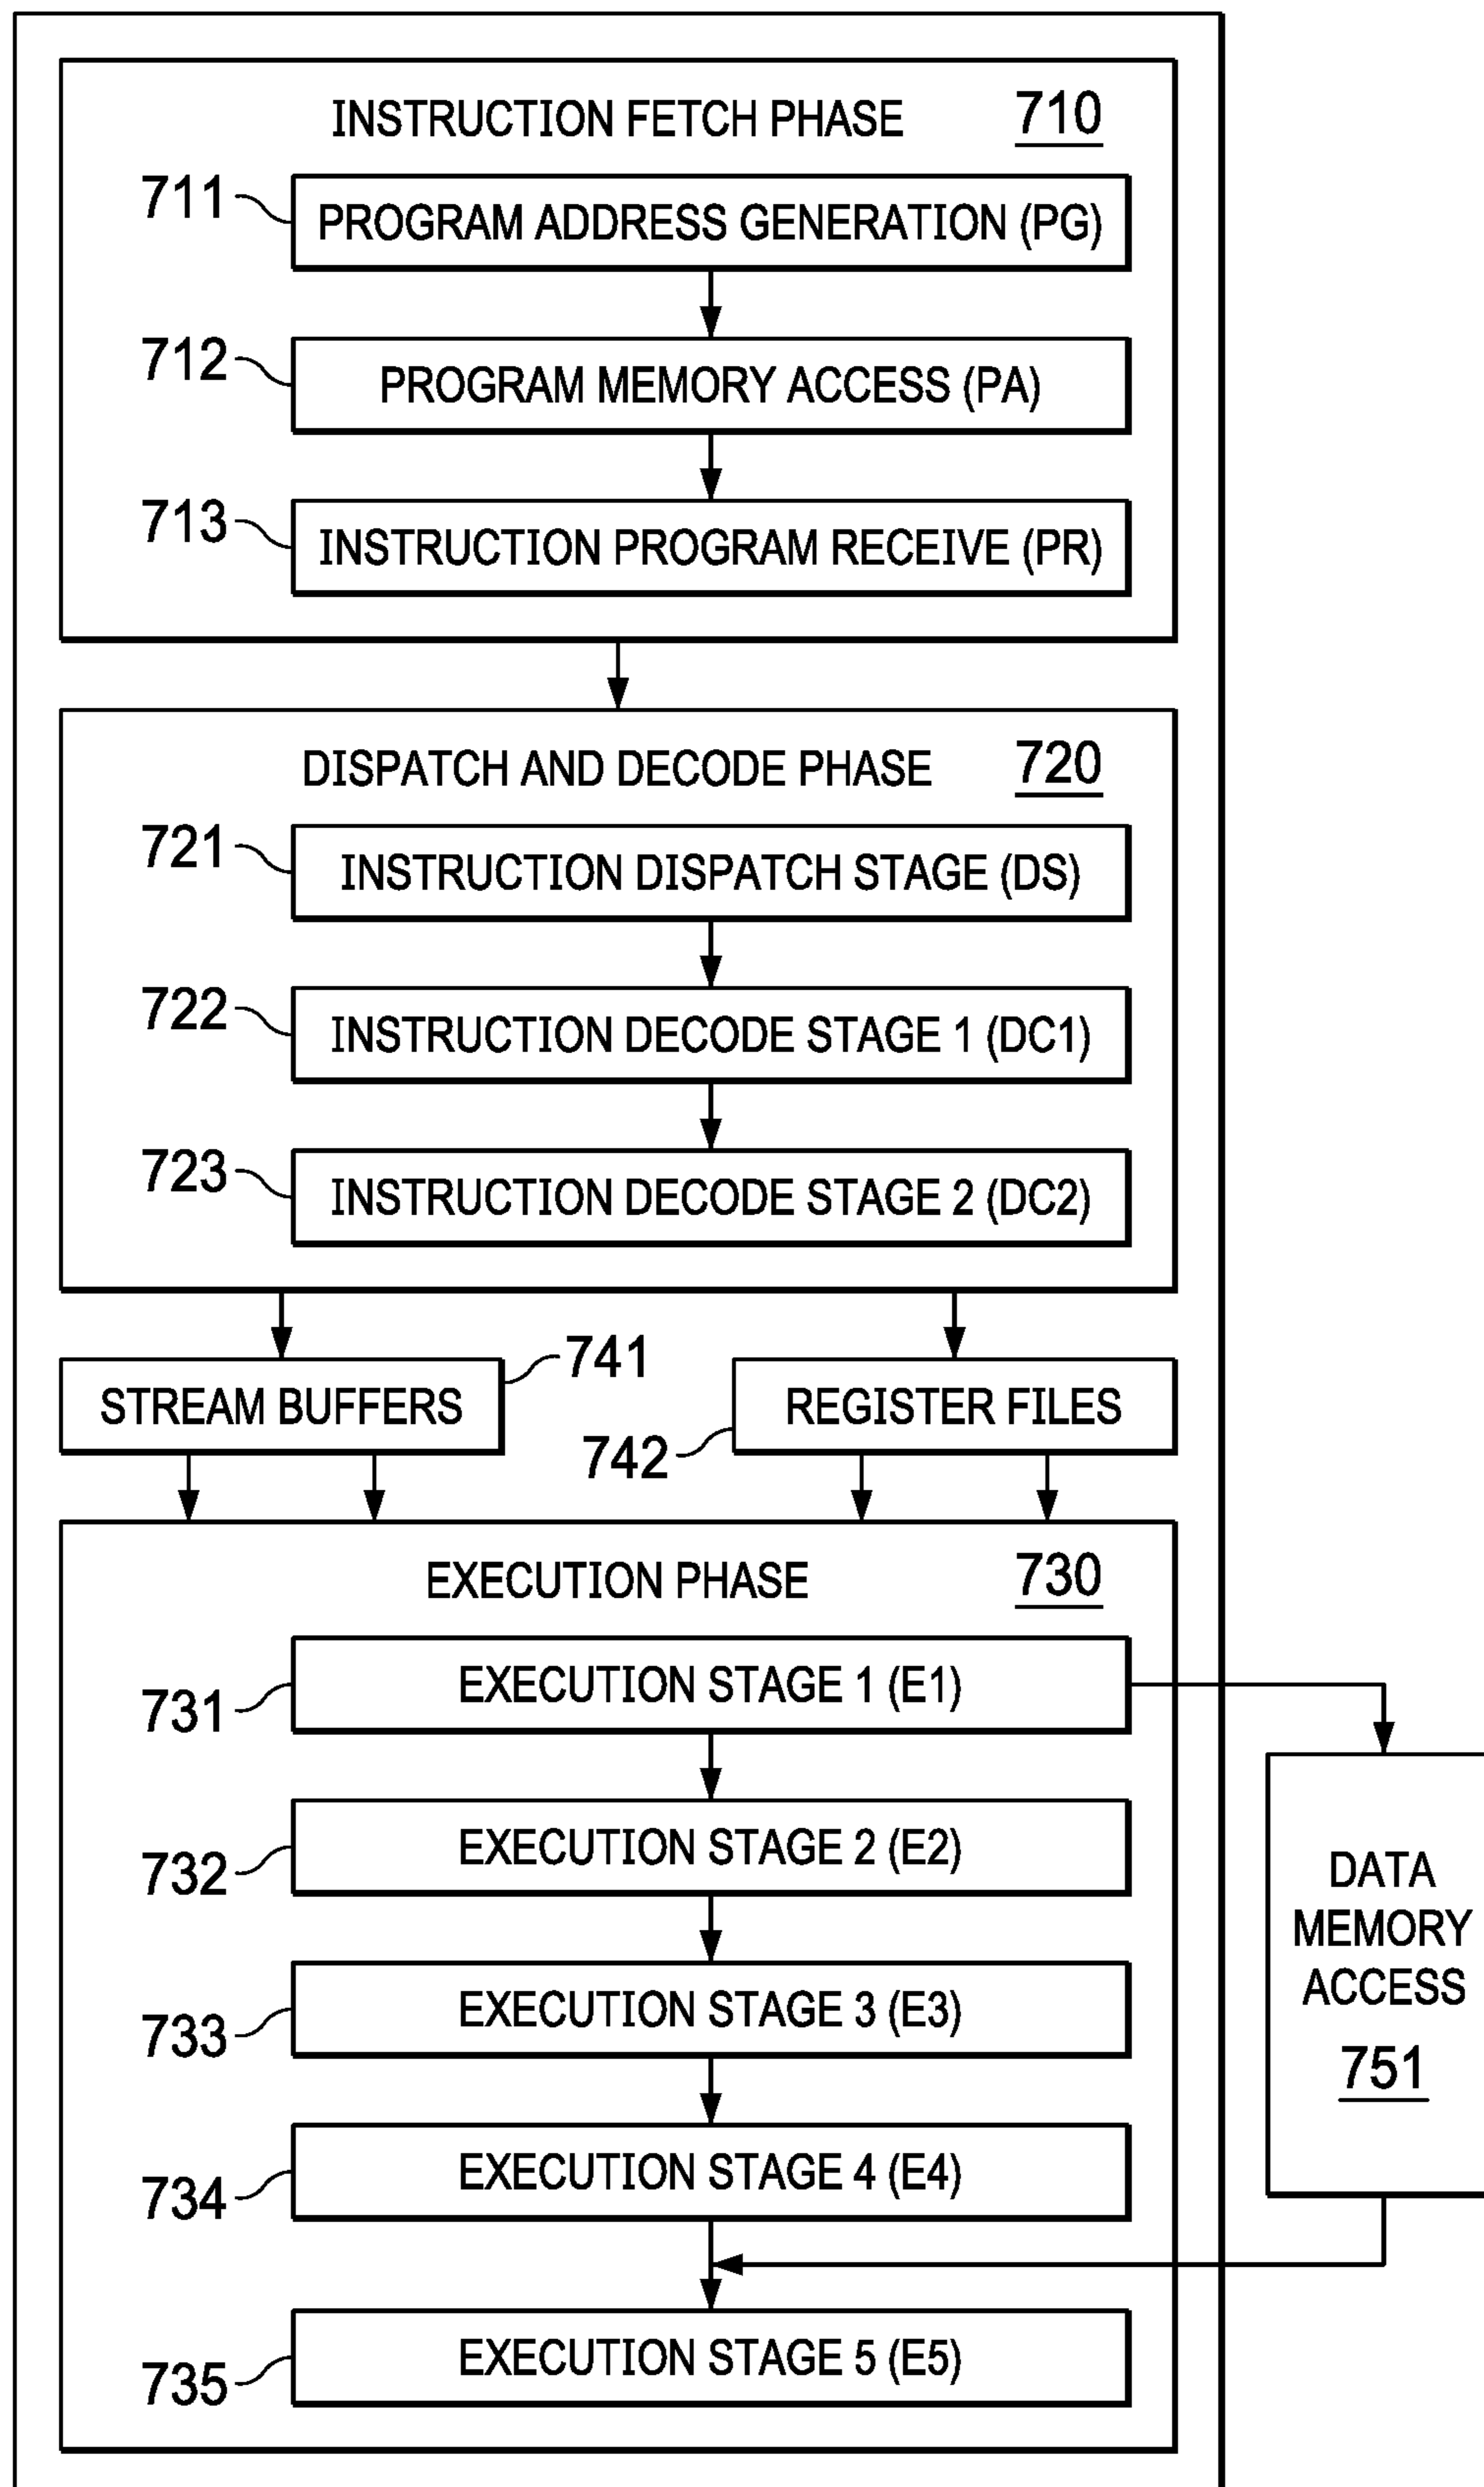 INSTRUCTION FETCH PHASE 710
711 PROGRAM ADDRESS GENERATION (PG)
712 PROGRAM MEMORY ACCESS (PA)
713 INSTRUCTION PROGRAM RECEIVE (PR)
DISPATCH AND DECODE PHASE 720
721 INSTRUCTION DISPATCH STAGE (DS)
722 INSTRUCTION DECODE STAGE 1 (DC1)
723 INSTRUCTION DECODE STAGE 2 (DC2)
STREAM BUFFERS 741
742 REGISTER FILES
EXECUTION PHASE 730
731 EXECUTION STAGE 1 (E1)
732 EXECUTION STAGE 2 (E2)
733 EXECUTION STAGE 3 (E3)
734 EXECUTION STAGE 4 (E4)
735 EXECUTION STAGE 5 (E5)
DATA
MEMORY
ACCESS
751